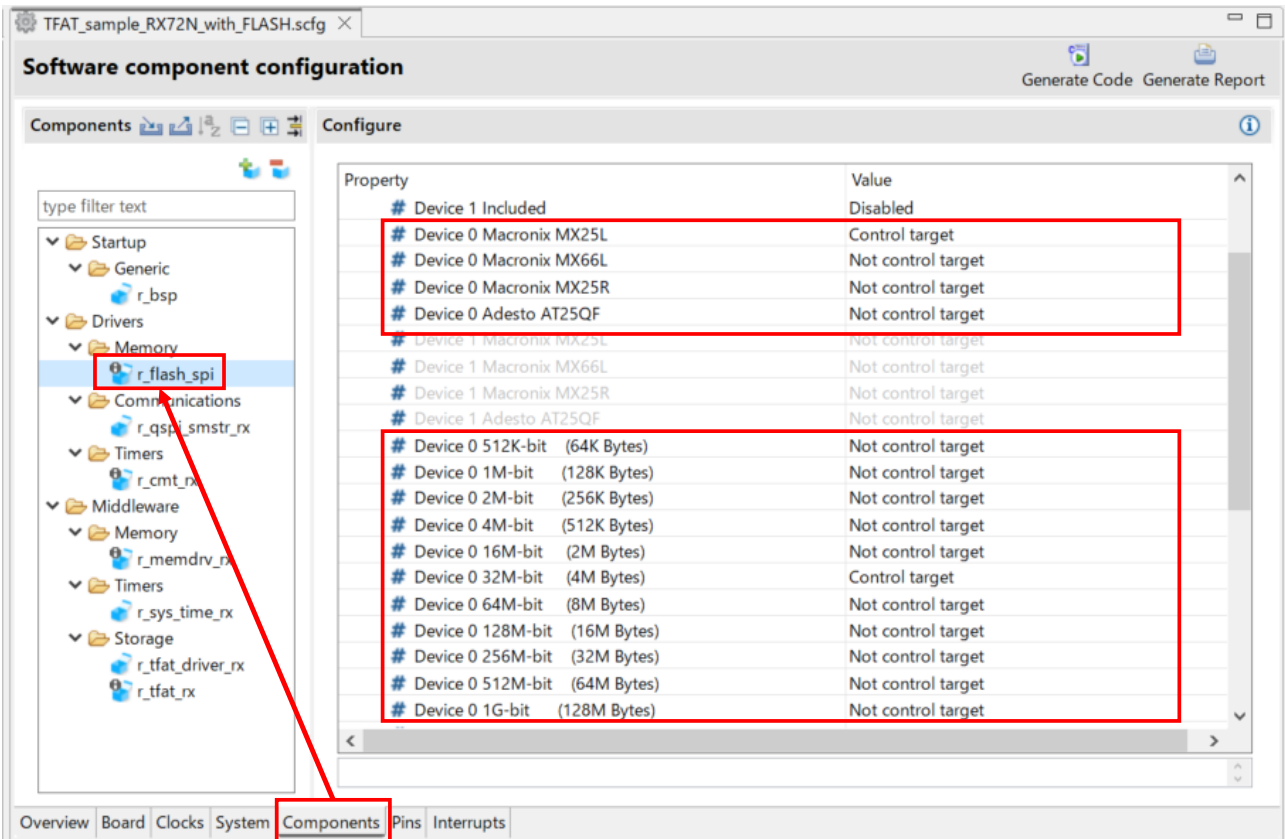 TFAT_sample_RX72N_with_FLASH.scfg
Software component configuration
Generate Code Generate Report
Components
Configure
type filter text
Startup
Generic
r_bsp
Drivers
Memory
r_flash_spi
Communications
r_qspi_smstr_rx
Timers
r_cmt_rx
Middleware
Memory
r_memdrv_rx
Timers
r_sys_time_rx
Storage
r_tfat_driver_rx
r_tfat_rx
Property Value
# Device 1 Included Disabled
# Device 0 Macronix MX25L Control target
# Device 0 Macronix MX66L Not control target
# Device 0 Macronix MX25R Not control target
# Device 0 Adesto AT25QF Not control target
# Device 1 Macronix MX25L Not control target
# Device 1 Macronix MX66L Not control target
# Device 1 Macronix MX25R Not control target
# Device 1 Adesto AT25QF Not control target
# Device 0 512K-bit (64K Bytes) Not control target
# Device 0 1M-bit (128K Bytes) Not control target
# Device 0 2M-bit (256K Bytes) Not control target
# Device 0 4M-bit (512K Bytes) Not control target
# Device 0 16M-bit (2M Bytes) Not control target
# Device 0 32M-bit (4M Bytes) Control target
# Device 0 64M-bit (8M Bytes) Not control target
# Device 0 128M-bit (16M Bytes) Not control target
# Device 0 256M-bit (32M Bytes) Not control target
# Device 0 512M-bit (64M Bytes) Not control target
# Device 0 1G-bit (128M Bytes) Not control target
Overview Board Clocks System Components Pins Interrupts